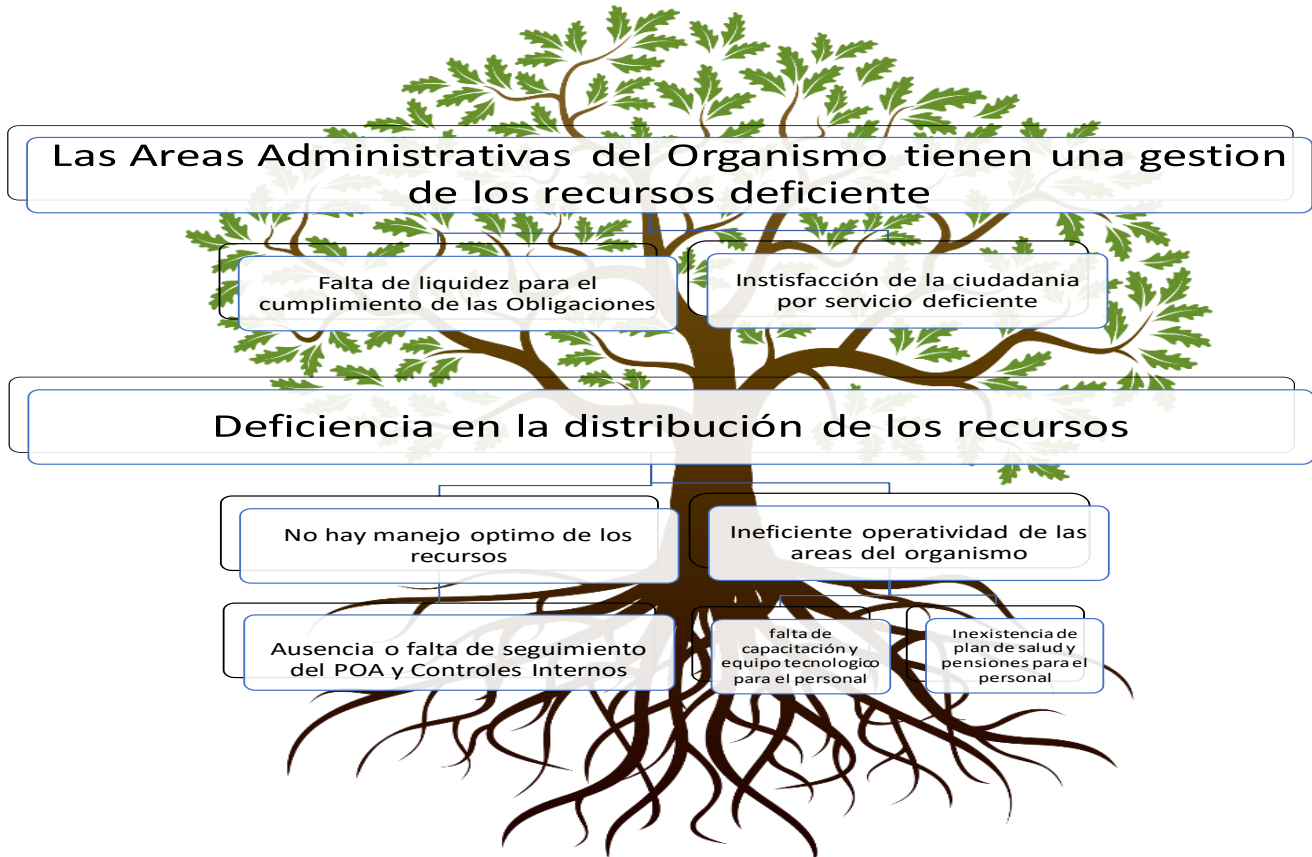 Las Areas Administrativas del Organismo tienen una gestion
de los recursos deficiente
Falta de liquidez para el
cumplimiento de las Obligaciones
Instisfacción de la ciudadania
por servicio deficiente
Deficiencia en la distribución de los recursos
No hay manejo optimo de los
recursos
Ineficiente operatividad de las
areas del organismo
Ausencia o falta de seguimiento
del POA y Controles Internos
falta de
capacitación y
equipo tecnologico
para el personal
Inexistencia de
plan de salud y
pensiones para el
personal